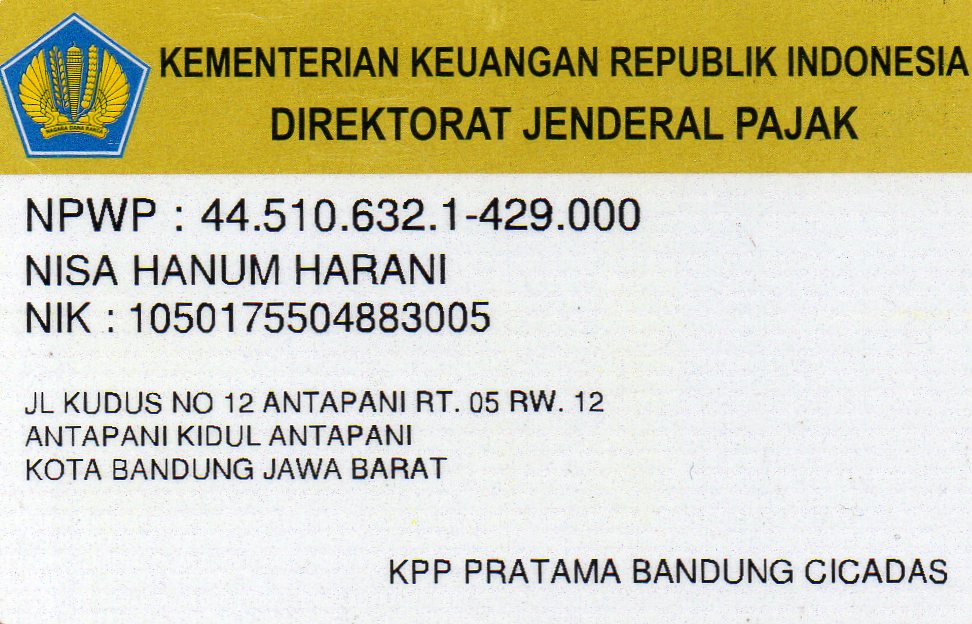 KEMENTERIAN KEUANGAN REPUBLIK INDONESIA
DIREKTORAT JENDERAL PAJAK
NAGARA DANA RAKCA
NPWP : 44.510.632.1-429.000
NISA HANUM HARANI
NIK : 1050175504883005
JL KUDUS NO 12 ANTAPANI RT. 05 RW. 12
ANTAPANI KIDUL ANTAPANI
KOTA BANDUNG JAWA BARAT
KPP PRATAMA BANDUNG CICADAS